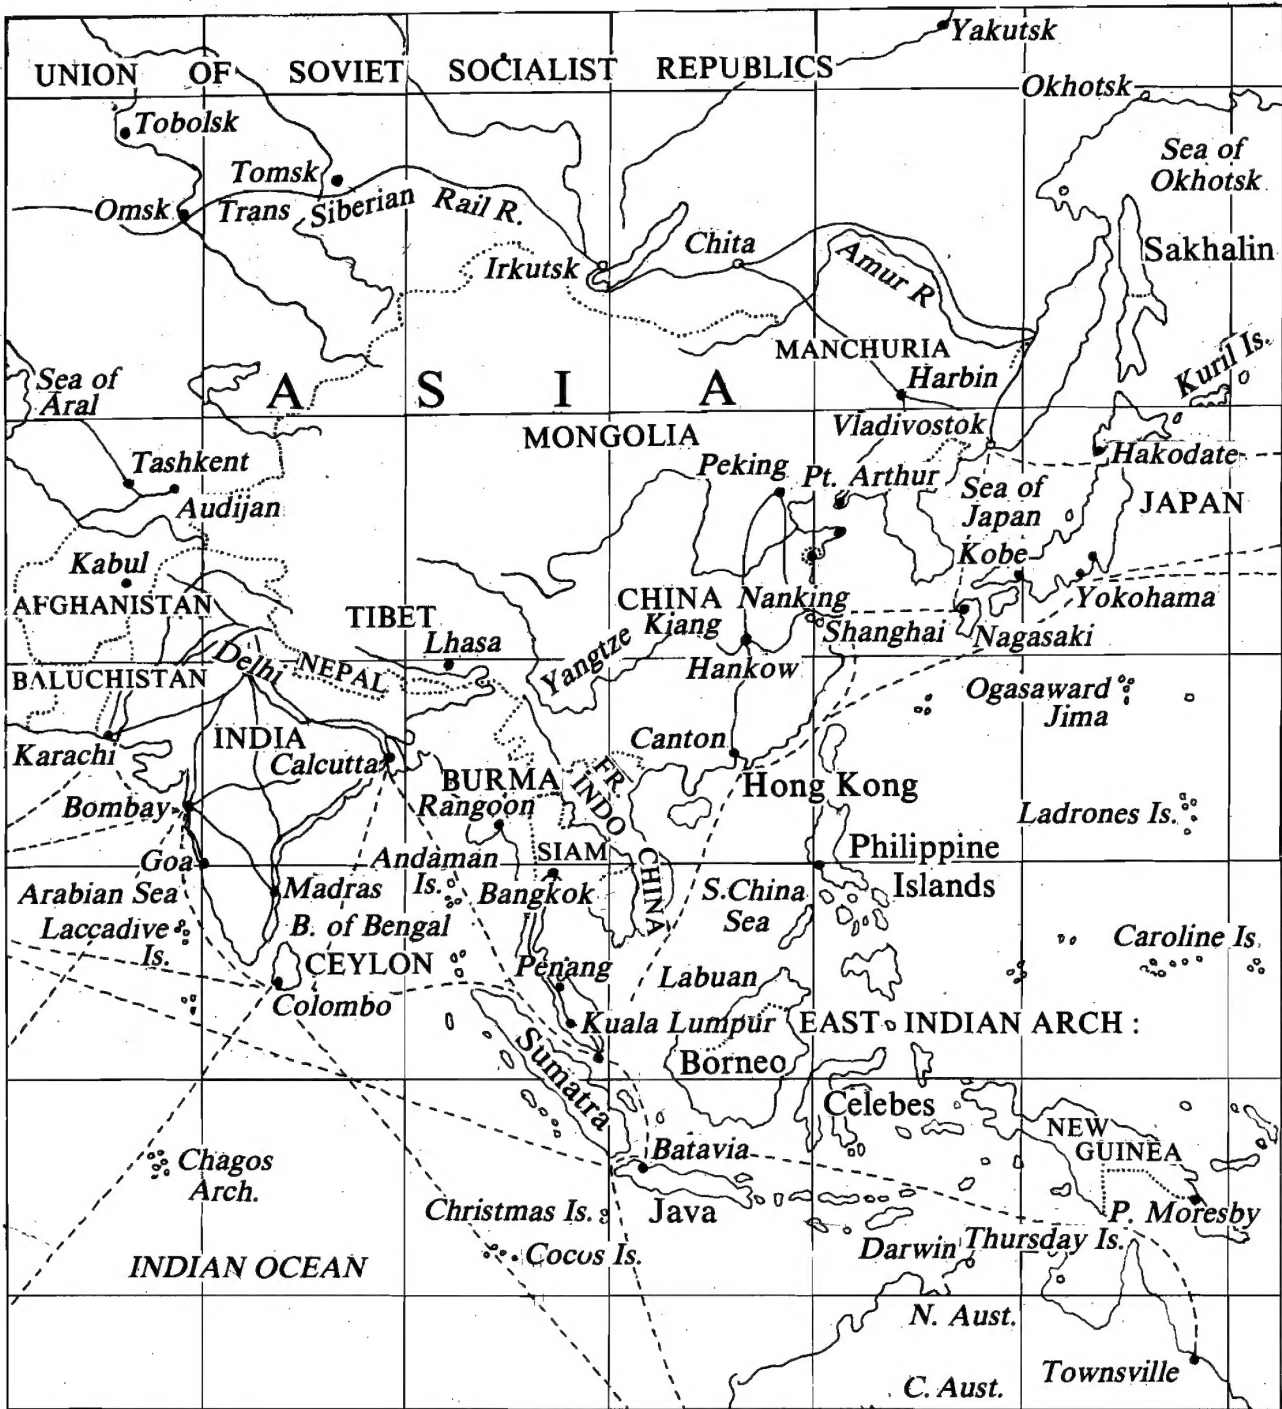 Yakutsk
UNION OF SOVIET SOCIALIST REPUBLICS
Okhotsk
Tobolsk
Sea of
Okhotsk
Tomsk
Omsk
Trans Siberian Rail R.
Irkutsk
Chita
Amur R
Sakhalin
MANCHURIA
Harbin
Kuril Is.
Sea of
Aral
ASIA
MONGOLIA
Vladivostok
Hakodate
Tashkent
Audijan
Peking
Pt. Arthur
Sea of
Japan
JAPAN
Kabul
Kobe
AFGHANISTAN
TIBET
CHINA
Nanking
Yokohama
Lhasa
Yangtze Kiang
Shanghai
Nagasaki
Delhi
NEPAL
Hankow
BALUCHISTAN
Ogasaward
Jima
Karachi
INDIA
Calcutta
Canton
BURMA
FR.
INDO
CHINA
Hong Kong
Bombay
Rangoon
Ladrones Is.
Goa
Andaman
Is.
SIAM
Philippine
Islands
Arabian Sea
Madras
Bangkok
S.China
Sea
Laccadive
Is.
B. of Bengal
Caroline Is
CEYLON
Penang
Labuan
Colombo
Kuala Lumpur
EAST INDIAN ARCH :
Sumatra
Borneo
Celebes
NEW
GUINEA
Batavia
Chagos
Arch.
Christmas Is.
Java
P. Moresby
Cocus Is.
Darwin
Thursday Is.
INDIAN OCEAN
N. Aust.
Townsville
C. Aust.